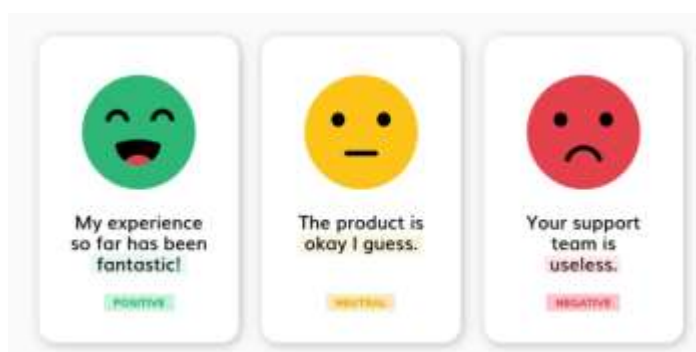 My experience
so far has been
fantastic!
POSITIVE
The product is
okay I guess.
NEUTRAL
Your support
team is
useless.
NEGATIVE